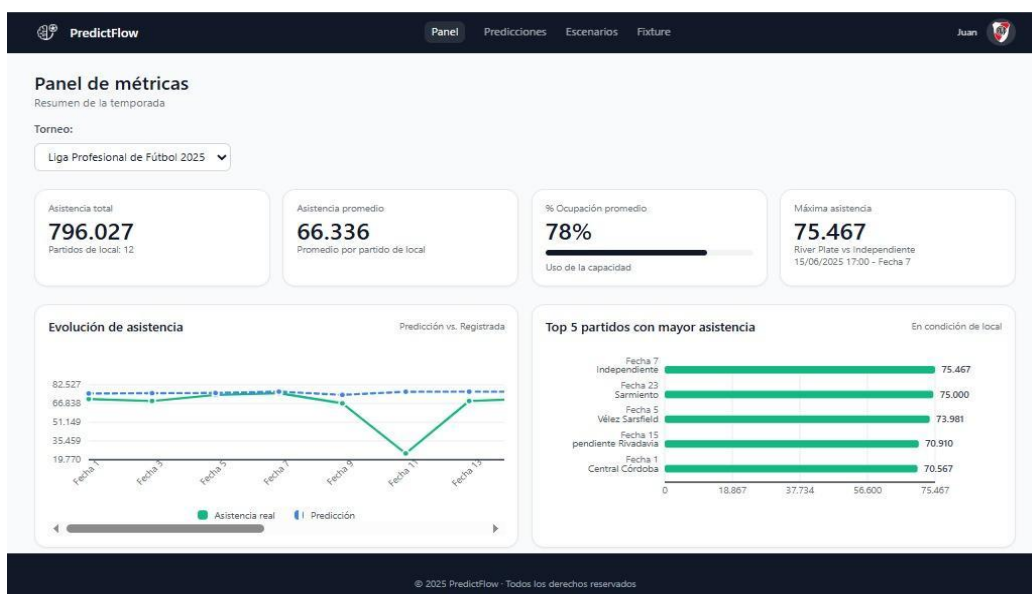 PredictFlow
Panel
Predicciones
Escenarios
Fixture
Juan
Panel de métricas
Resumen de la temporada
Torneo:
Liga Profesional de Fútbol 2025
Asistencia total
796.027
Partidos de local: 12
Asistencia promedio
66.336
Promedio por partido de local
% Ocupación promedio
78%
Uso de la capacidad
Máxima asistencia
75.467
River Plate vs Independiente
15/06/2025 17:00 - Fecha 7
Evolución de asistencia
Predicción vs. Registrada
82.527
66.838
51.149
35.459
19.770
Fecha 1
Fecha 3
Fecha 5
Fecha 7
Fecha 9
Fecha 11
Fecha 13
Asistencia real
Predicción
Top 5 partidos con mayor asistencia
En condición de local
Fecha 7
Independiente
75.467
Fecha 23
Sarmiento
75.000
Fecha 5
Vélez Sarsfield
73.981
Fecha 15
pendiente Rivadavia
70.910
Fecha 1
Central Córdoba
70.567
0
18.867
37.734
56.600
75.467
© 2025 PredictFlow · Todos los derechos reservados